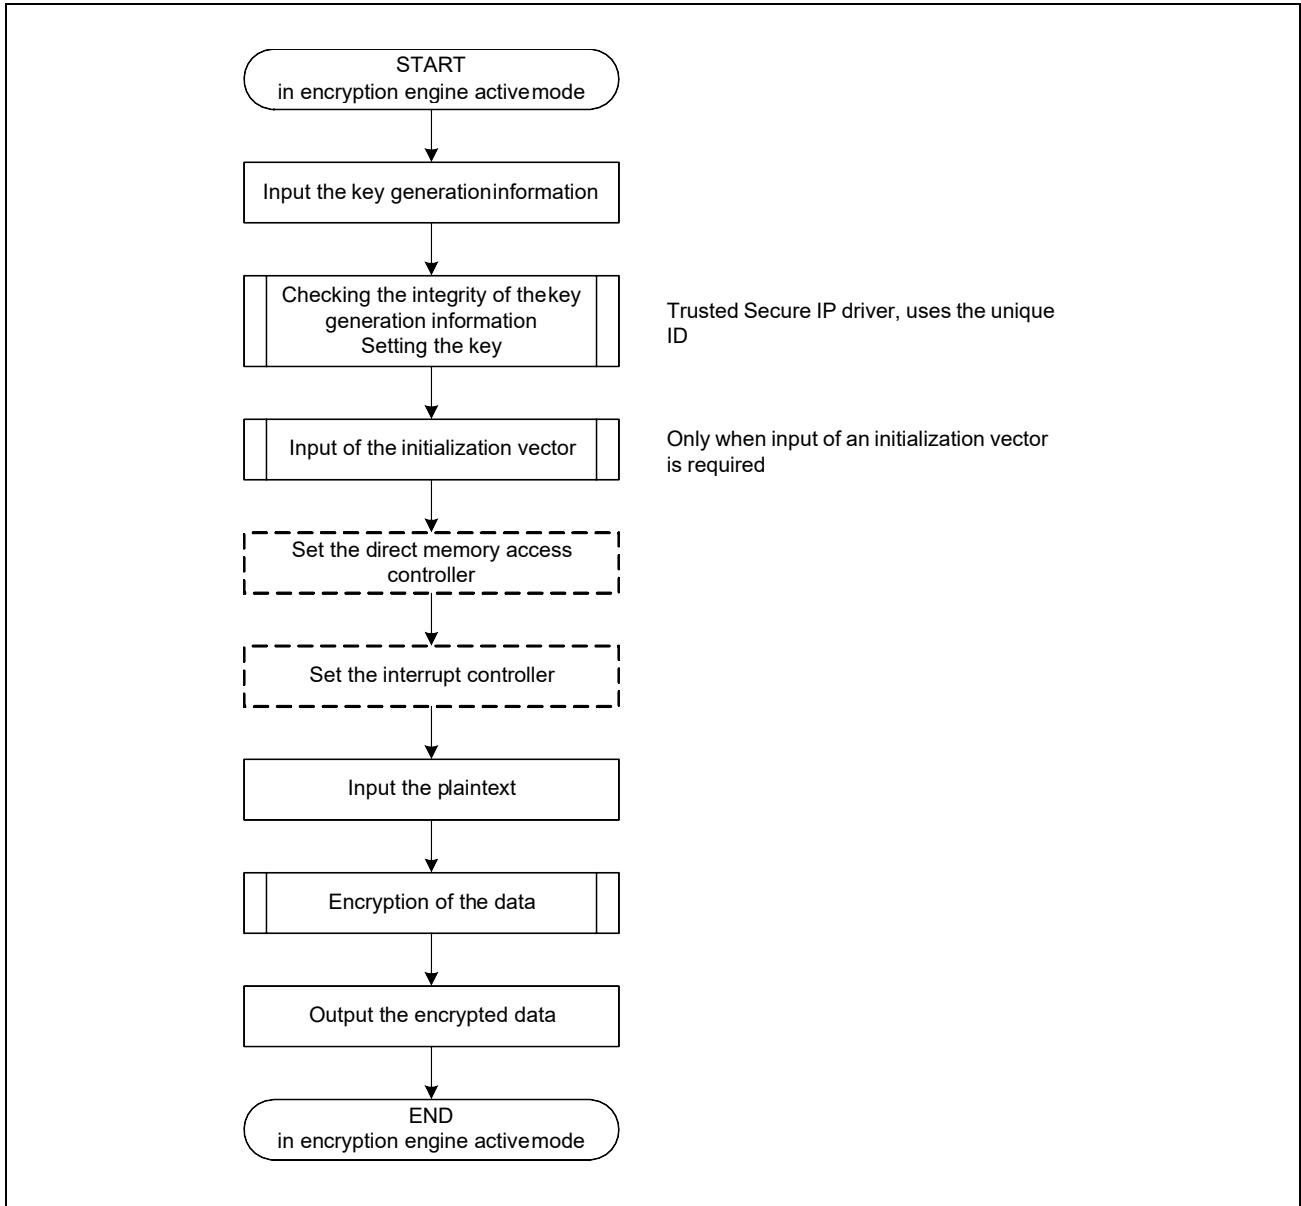 START
in encryption engine activemode
Input the key generationinformation
Checking the integrity of thekey
generation information
Setting the key
Trusted Secure IP driver, uses the unique
ID
Input of the initialization vector
Only when input of an initialization vector
is required
Set the direct memory access
controller
Set the interrupt controller
Input the plaintext
Encryption of the data
Output the encrypted data
END
in encryption engine activemode